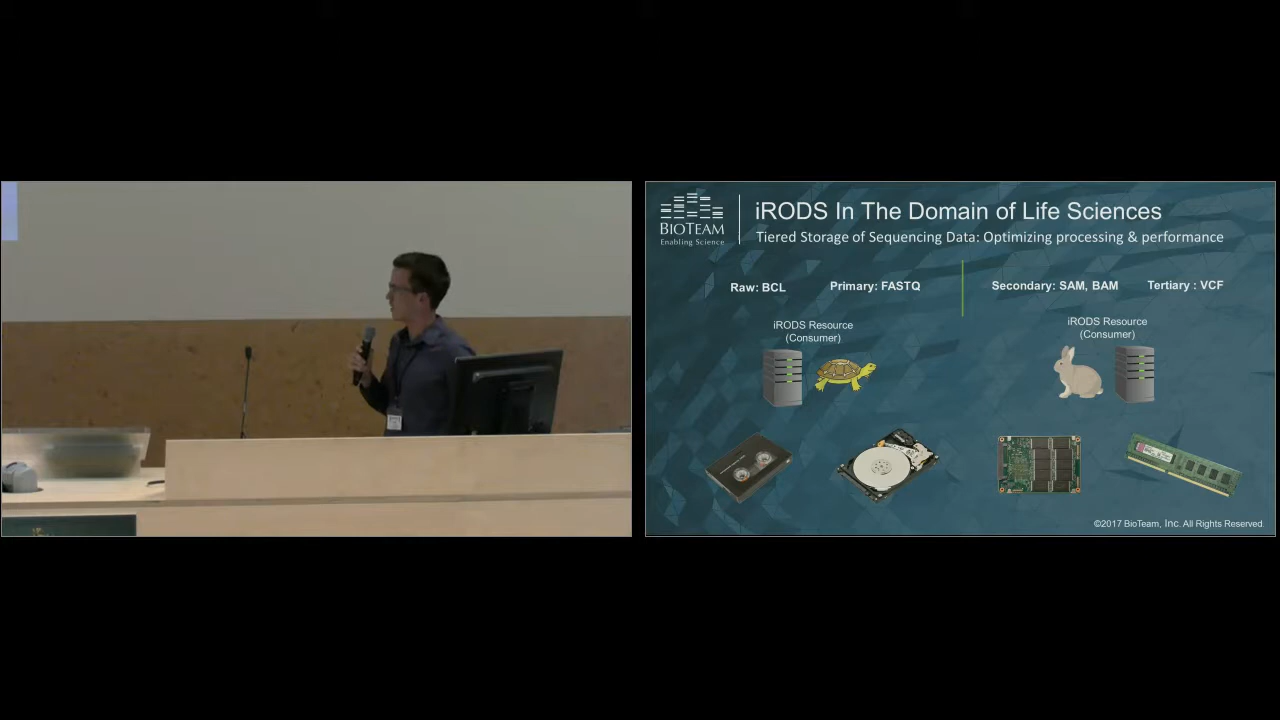 BIOTEAM
Enabling Science
iRODS In The Domain of Life Sciences
Tiered Storage of Sequencing Data: Optimizing processing & performance
Raw: BCL
Primary: FASTQ
Secondary: SAM, BAM
Tertiary : VCF
iRODS Resource
(Consumer)
iRODS Resource
(Consumer)
©2017 BioTeam, Inc. All Rights Reserved.